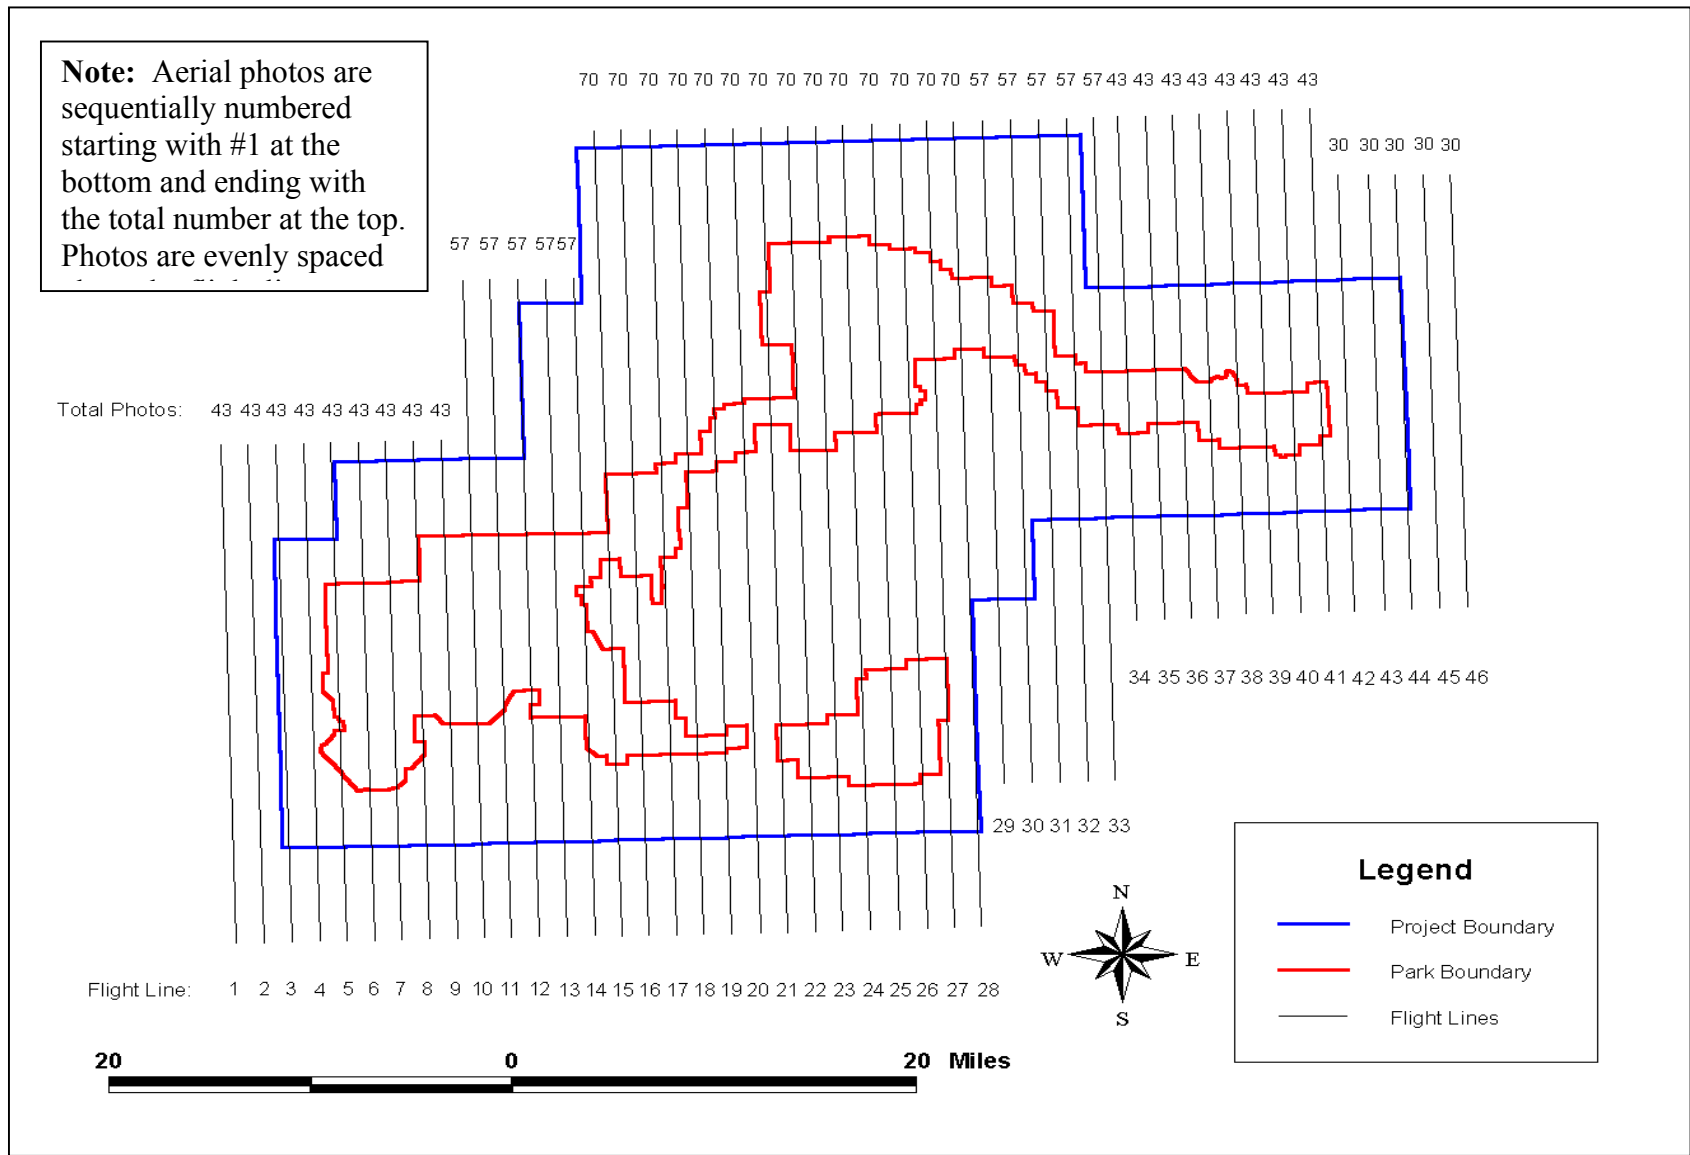 Note: Aerial photos are
sequentially numbered
starting with #1 at the
bottom and ending with
the total number at the top.
Photos are evenly spaced
70 70 70 70 70 70 70 70 70 70 70 70 70 70 57 57 57 57 57 43 43 43 43 43 43 43 43
30 30 30 30 30
57 57 57 57 57
Total Photos: 43 43 43 43 43 43 43 43 43
34 35 36 37 38 39 40 41 42 43 44 45 46
29 30 31 32 33
Flight Line: 1 2 3 4 5 6 7 8 9 10 11 12 13 14 15 16 17 18 19 20 21 22 23 24 25 26 27 28
N
W E
S
20 0 20 Miles
Legend
Project Boundary
Park Boundary
Flight Lines